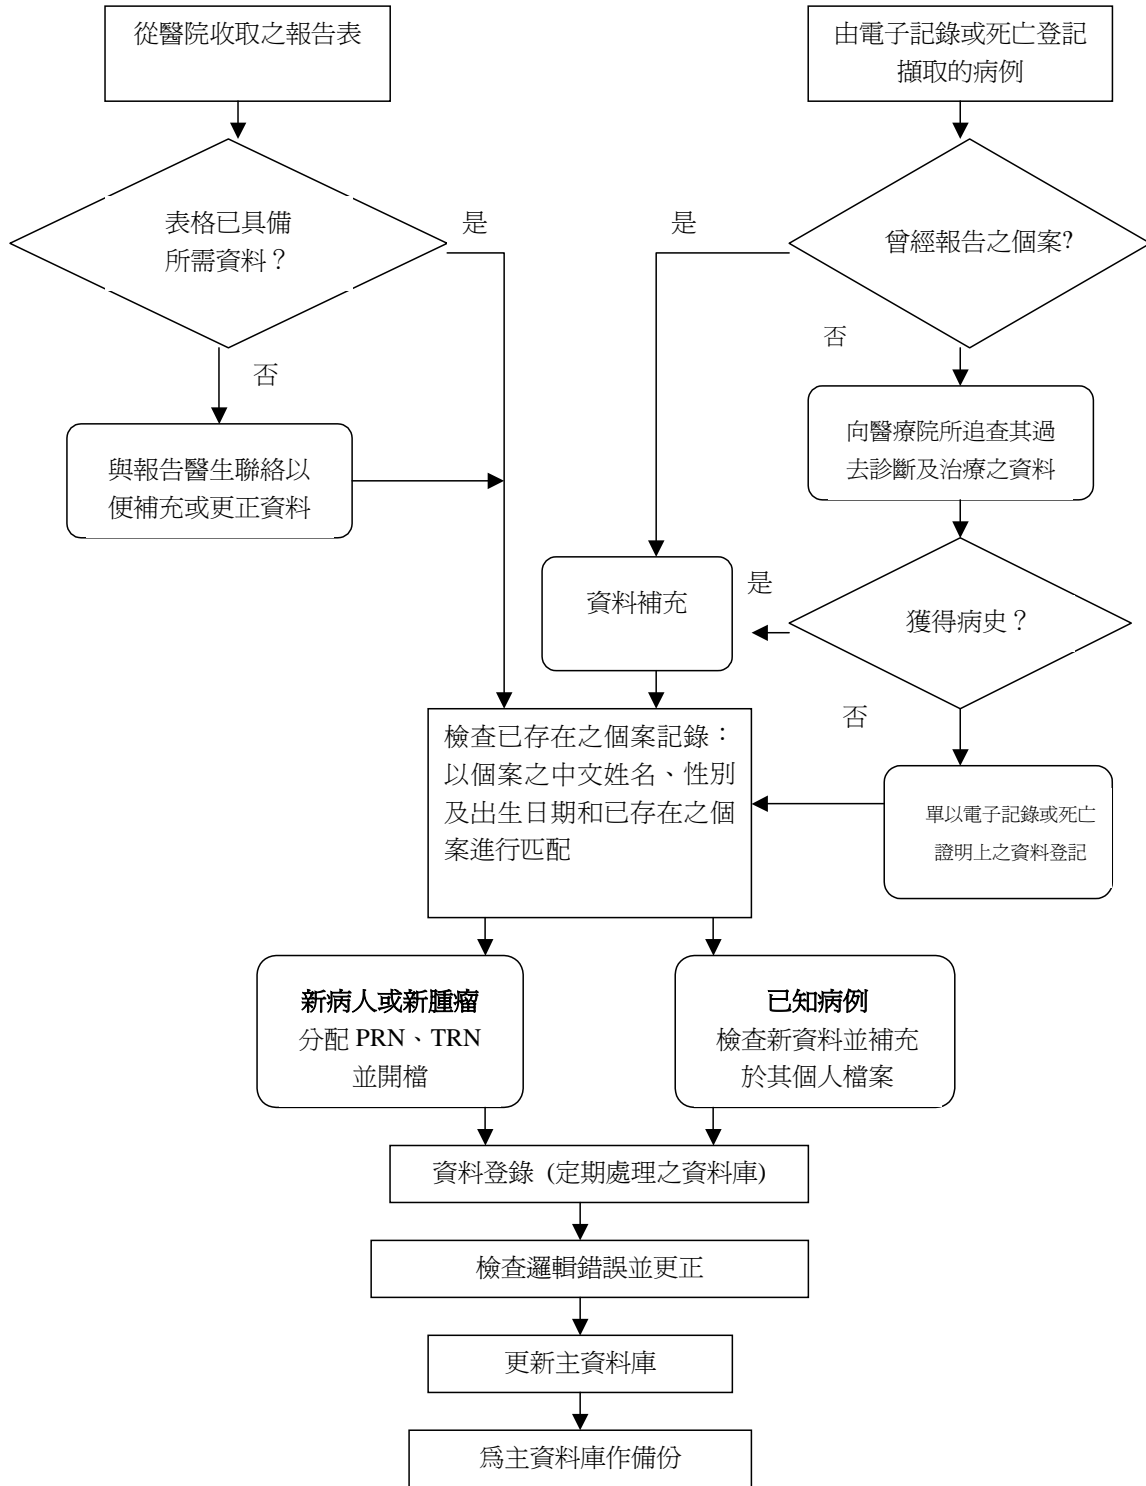 從醫院收取之報告表
由電子記錄或死亡登記
擷取的病例
表格已具備
所需資料？
是
是
曾經報告之個案?
否
否
與報告醫生聯絡以
便補充或更正資料
向醫療院所追查其過
去診斷及治療之資料
資料補充
是
獲得病史？
否
檢查已存在之個案記錄：
以個案之中文姓名、性別
及出生日期和已存在之個
案進行匹配
單以電子記錄或死亡
證明上之資料登記
新病人或新腫瘤
分配 PRN、TRN
並開檔
已知病例
檢查新資料並補充
於其個人檔案
資料登錄 (定期處理之資料庫)
檢查邏輯錯誤並更正
更新主資料庫
爲主資料庫作備份